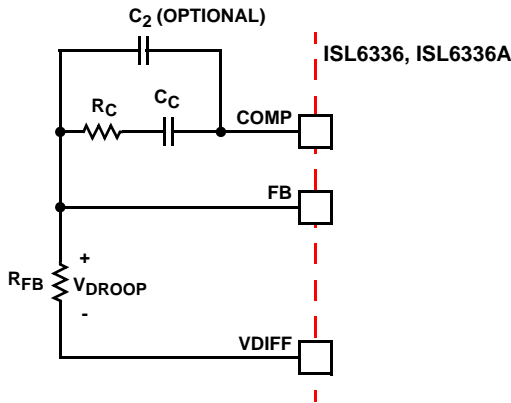 C2 (OPTIONAL)
ISL6336, ISL6336A
RC
CC
COMP
FB
+
RFB
VDROOP
-
VDIFF